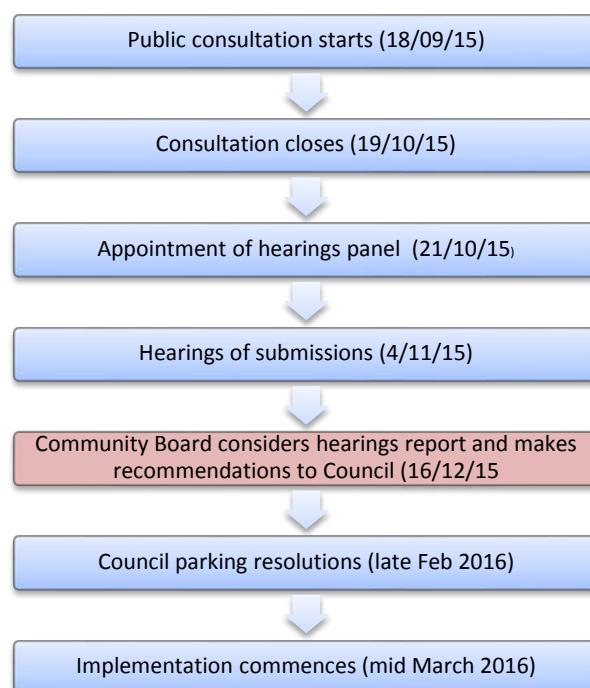 Public consultation starts (18/09/15)
Consultation closes (19/10/15)
Appointment of hearings panel  (21/10/15)
Hearings of submissions (4/11/15)
Community Board considers hearings report and makes
recommendations to Council (16/12/15
Council parking resolutions (late Feb 2016)
Implementation commences (mid March 2016)